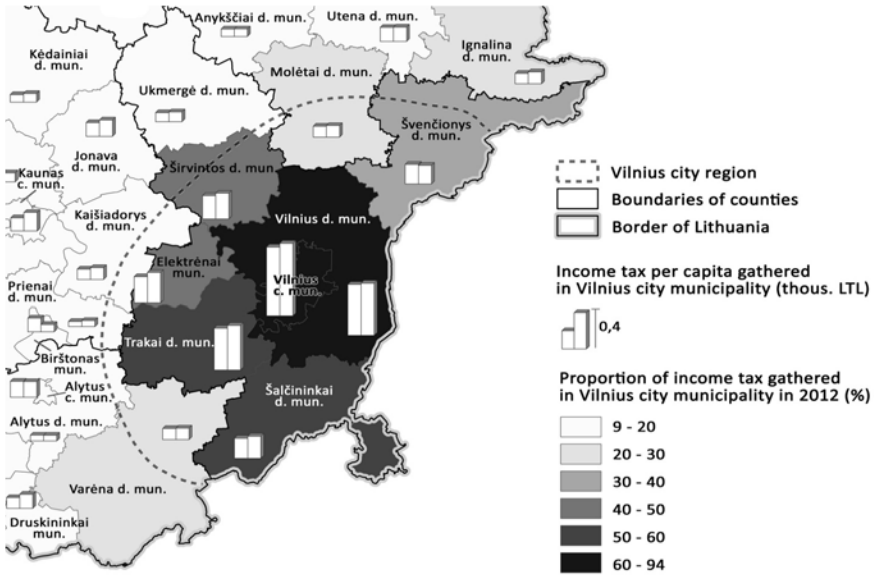 Anykščiai d. mun.
Utena d. mun.
Ignalina
d. mun.
Kėdainiai
d. mun.
Molėtai d. mun.
Ukmergė d. mun.
Švenčionys
d. mun.
Jonava
d. mun.
Širvintos d. mun.
Kaunas
c. mun.
Kaišiadorys
d. mun.
Vilnius d. mun.
Elektrėnai
mun.
Vilnius
c. mun.
Prienai
d. mun.
Trakai d. mun.
Birštonas
mun.
Alytus
c. mun.
Šalčininkai
d. mun.
Alytus d. mun.
Varėna d. mun.
Druskininkai
mun.
Vilnius city region
Boundaries of counties
Border of Lithuania
Income tax per capita gathered
in Vilnius city municipality (thous. LTL)
0,4
Proportion of income tax gathered
in Vilnius city municipality in 2012 (%)
9 - 20
20 - 30
30 - 40
40 - 50
50 - 60
60 - 94